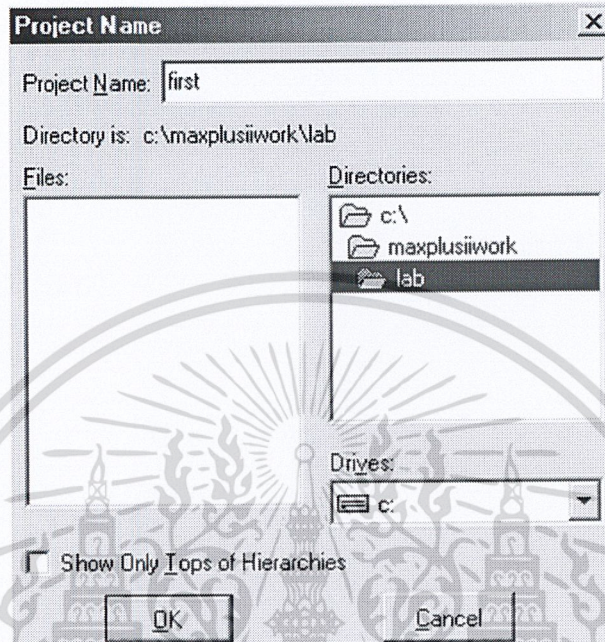 Project Name
Project Name: first
Directory is: c:\maxplusiiwork\lab
Files:
Directories:
c:\
maxplusiiwork
lab
Drives:
c:
Show Only Tops of Hierarchies
OK
Cancel